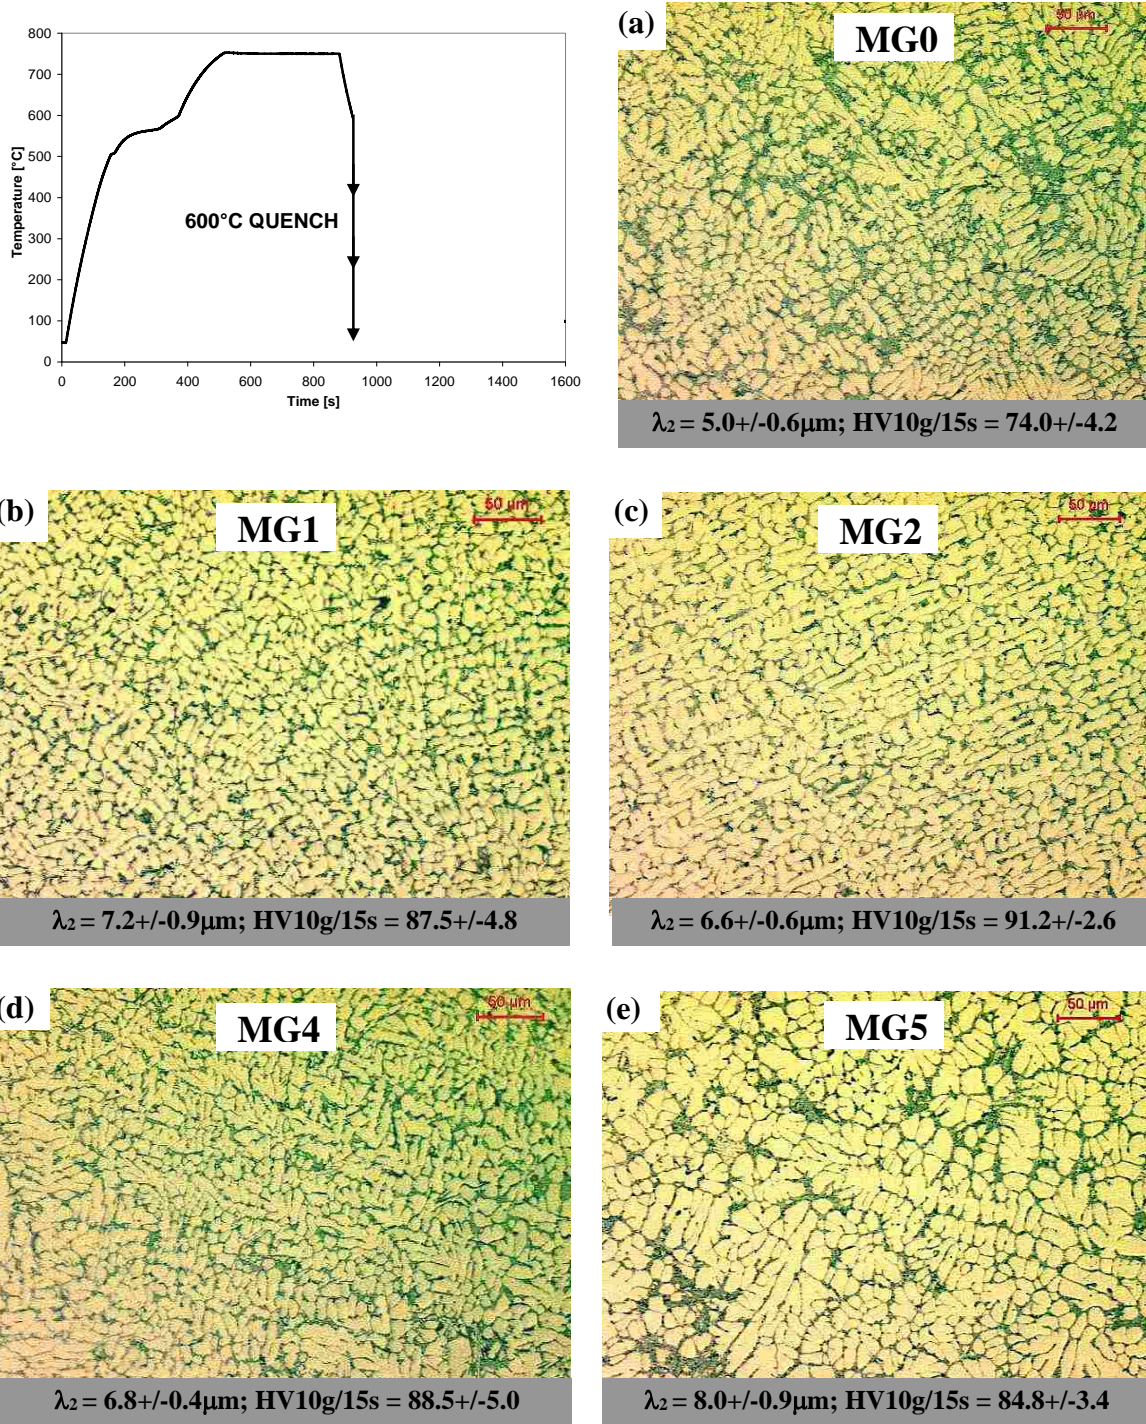 800
700
600
500
400
300
200
100
0
Temperature [°C]
600°C QUENCH
0 200 400 600 800 1000 1200 1400 1600
Time [s]
(a)
MG0
50 µm
λ2 = 5.0+/-0.6µm; HV10g/15s = 74.0+/-4.2
(b)
MG1
50 µm
λ2 = 7.2+/-0.9µm; HV10g/15s = 87.5+/-4.8
(c)
MG2
50 µm
λ2 = 6.6+/-0.6µm; HV10g/15s = 91.2+/-2.6
(d)
MG4
50 µm
λ2 = 6.8+/-0.4µm; HV10g/15s = 88.5+/-5.0
(e)
MG5
50 µm
λ2 = 8.0+/-0.9µm; HV10g/15s = 84.8+/-3.4